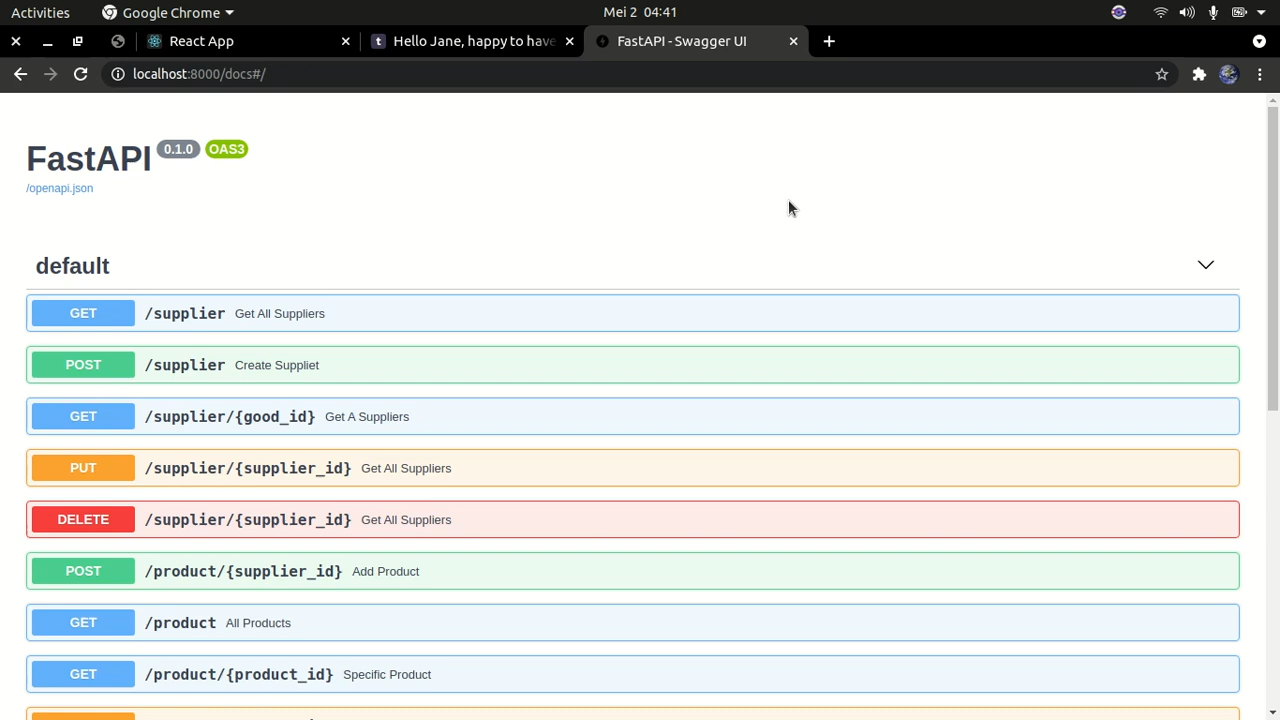 Activities Google Chrome Mei 2 04:41
React App Hello Jane, happy to have FastAPI - Swagger UI
localhost:8000/docs#/
FastAPI 0.1.0 OAS3
/openapi.json
default
GET /supplier Get All Suppliers
POST /supplier Create Suppliet
GET /supplier/{good_id} Get A Suppliers
PUT /supplier/{supplier_id} Get All Suppliers
DELETE /supplier/{supplier_id} Get All Suppliers
POST /product/{supplier_id} Add Product
GET /product All Products
GET /product/{product_id} Specific Product